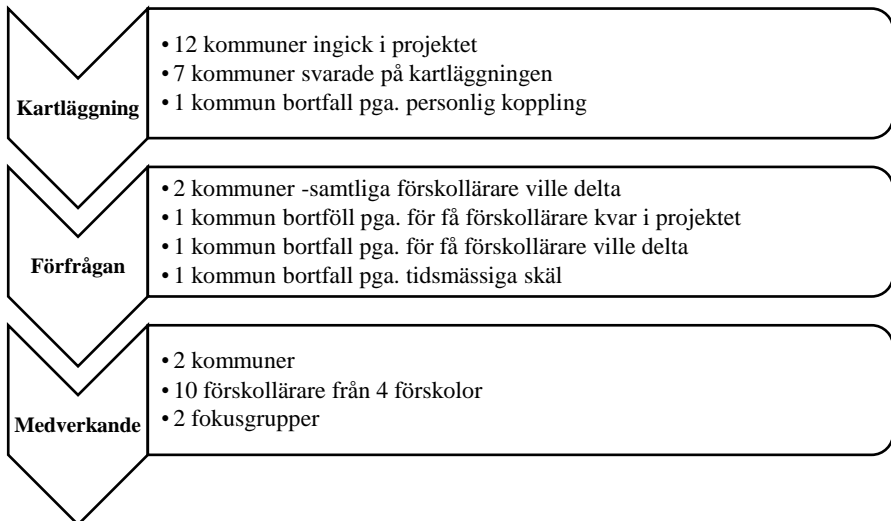 Kartläggning
• 12 kommuner ingick i projektet
• 7 kommuner svarade på kartläggningen
• 1 kommun bortfall pga. personlig koppling
Förfrågan
• 2 kommuner -samtliga förskollärare ville delta
• 1 kommun bortföll pga. för få förskollärare kvar i projektet
• 1 kommun bortfall pga. för få förskollärare ville delta
• 1 kommun bortfall pga. tidsmässiga skäl
Medverkande
• 2 kommuner
• 10 förskollärare från 4 förskolor
• 2 fokusgrupper